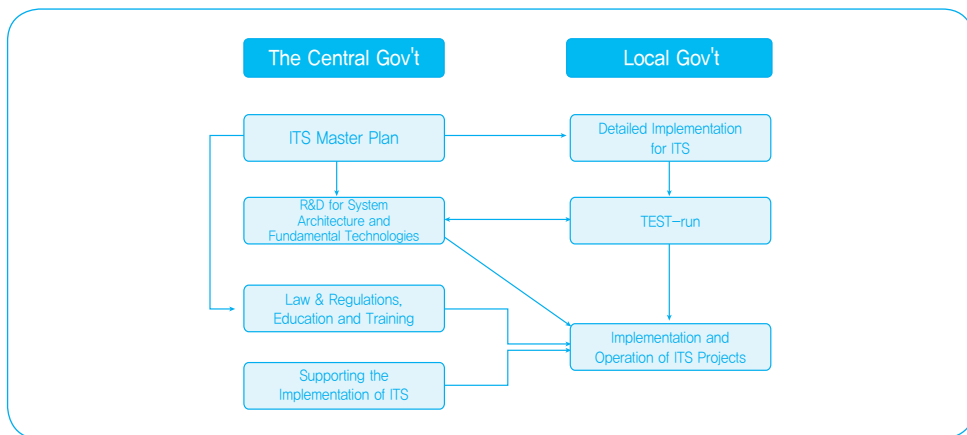 The Central Gov't
Local Gov't
ITS Master Plan
Detailed Implementation
for ITS
R&D for System
Architecture and
Fundamental Technologies
TEST-run
Law & Regulations,
Education and Training
Implementation and
Operation of ITS Projects
Supporting the
Implementation of ITS